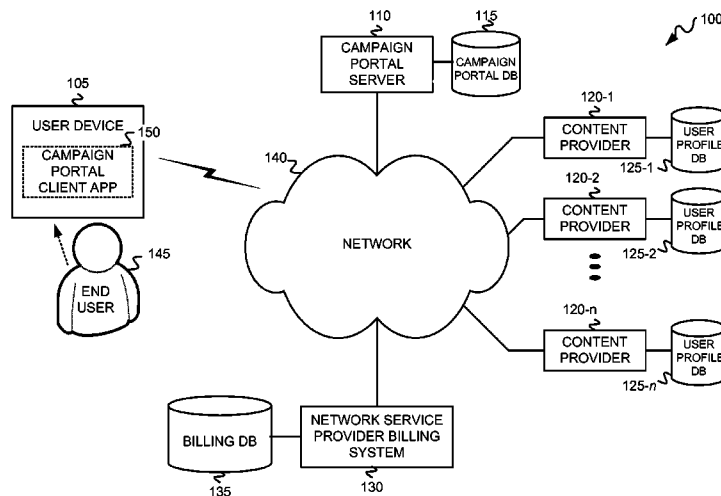 100
110
115
CAMPAIGN
PORTAL
SERVER
CAMPAIGN
PORTAL DB
105
USER DEVICE
150
CAMPAIGN
PORTAL
CLIENT APP
120-1
CONTENT
PROVIDER
USER
PROFILE
DB
125-1
140
NETWORK
120-2
CONTENT
PROVIDER
USER
PROFILE
DB
125-2
145
END
USER
120-n
CONTENT
PROVIDER
USER
PROFILE
DB
125-n
BILLING DB
135
NETWORK SERVICE
PROVIDER BILLING
SYSTEM
130